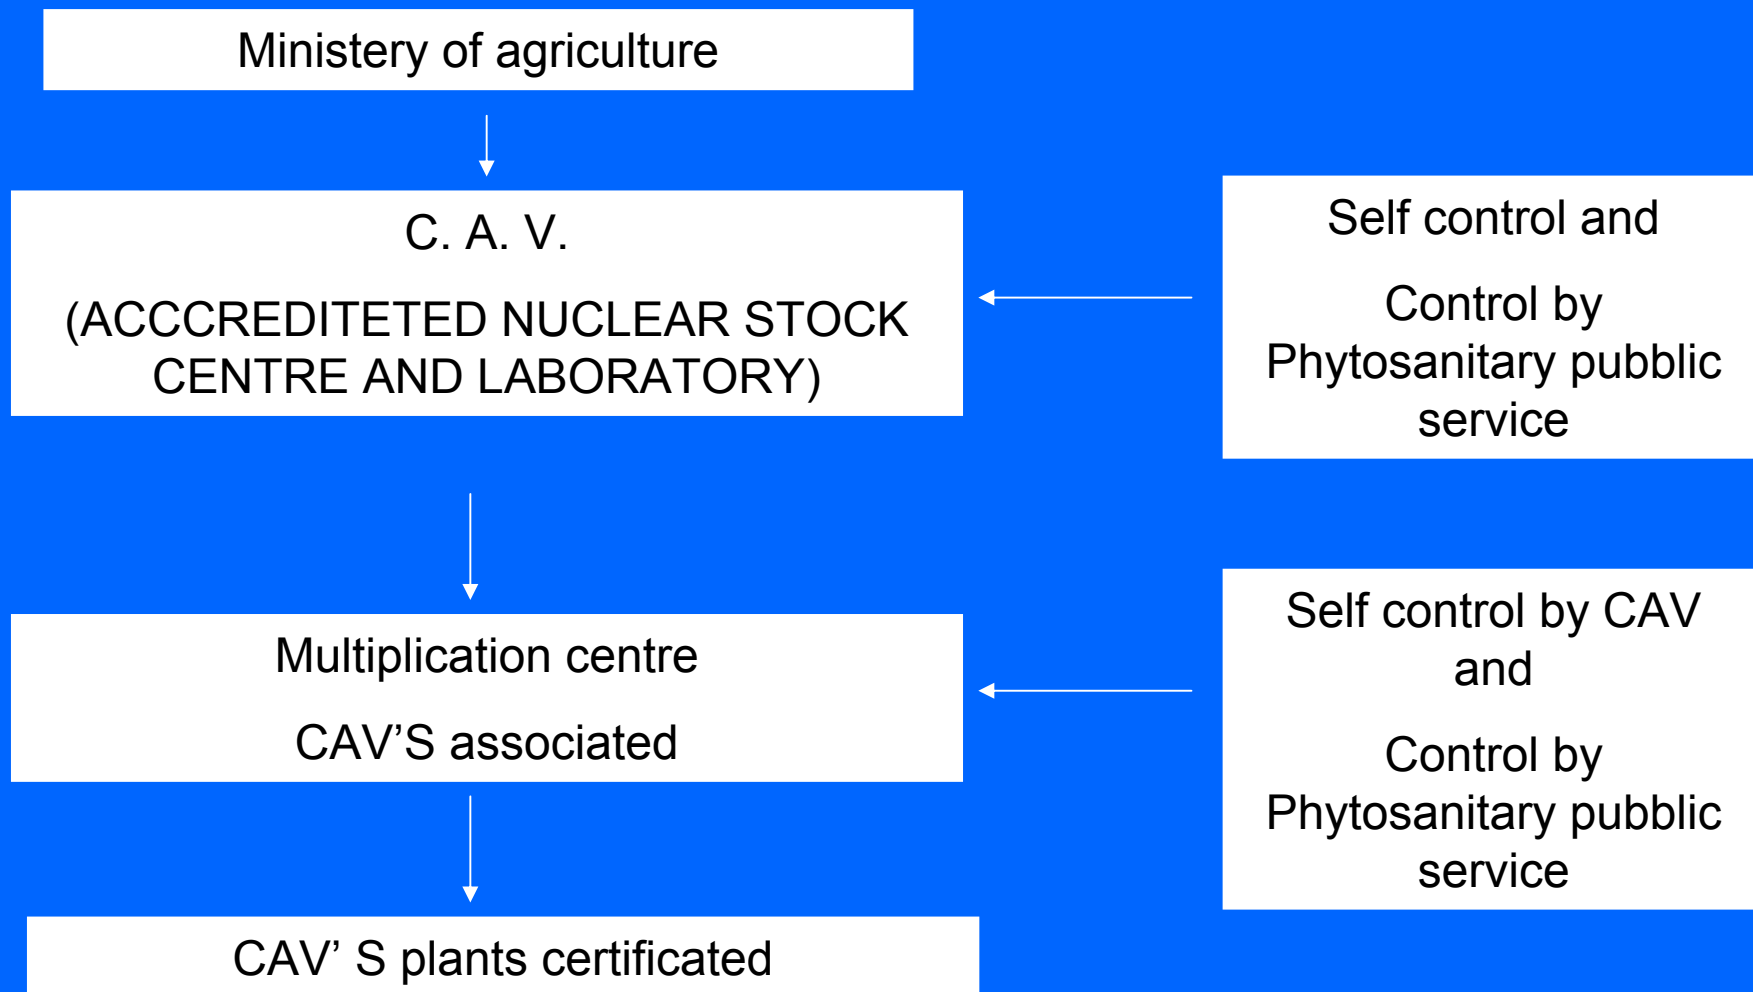 Ministery of agriculture
C. A. V.
(ACCCREDITETED NUCLEAR STOCK
CENTRE AND LABORATORY)
Self control and
Control by
Phytosanitary pubblic
service
Multiplication centre
CAV’S associated
Self control by CAV
and
Control by
Phytosanitary pubblic
service
CAV’ S plants certificated